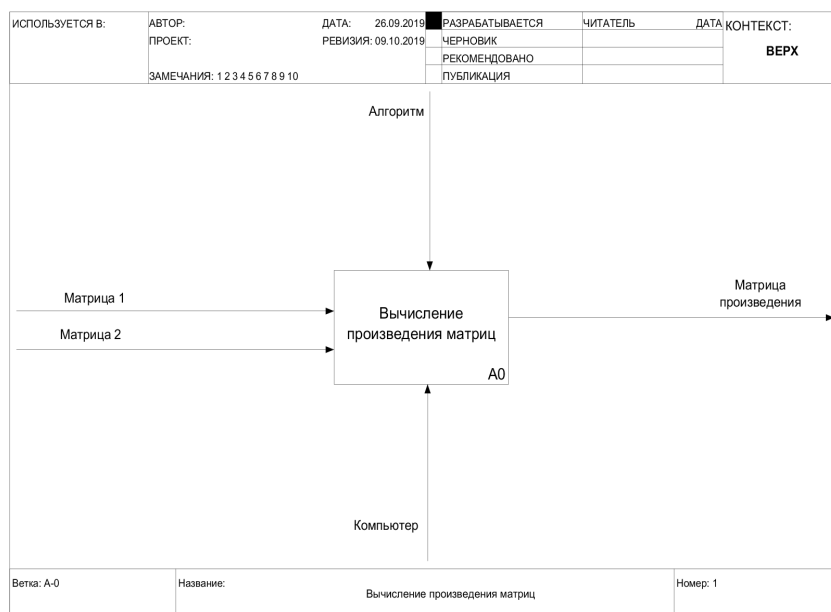 ИСПОЛЬЗУЕТСЯ В:
АВТОР:
ДАТА: 26.09.2019
РАЗРАБАТЫВАЕТСЯ
ЧИТАТЕЛЬ
ДАТА
КОНТЕКСТ:
ПРОЕКТ:
РЕВИЗИЯ: 09.10.2019
ЧЕРНОВИК
ВЕРХ
РЕКОМЕНДОВАНО
ЗАМЕЧАНИЯ: 1 2 3 4 5 6 7 8 9 10
ПУБЛИКАЦИЯ
Алгоритм
Матрица 1
Матрица 2
Вычисление
произведения матриц
A0
Матрица
произведения
Компьютер
Ветка: A-0
Название:
Вычисление произведения матриц
Номер: 1